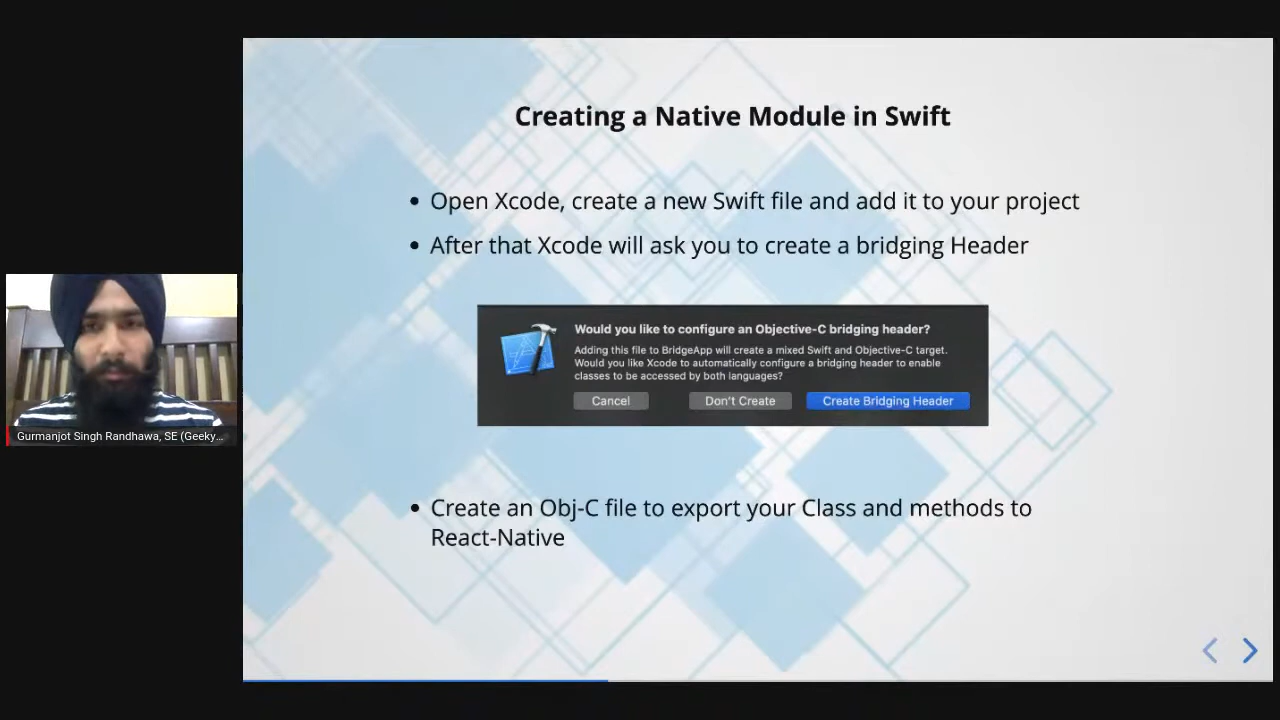 Creating a Native Module in Swift
Open Xcode, create a new Swift file and add it to your project
After that Xcode will ask you to create a bridging Header
Would you like to configure an Objective-C bridging header?
Adding this file to BridgeApp will create a mixed Swift and Objective-C target.
Would you like Xcode to automatically configure a bridging header to enable
classes to be accessed by both languages?
Cancel
Don't Create
Create Bridging Header
Gurmanjot Singh Randhawa, SE (Geeky...
Create an Obj-C file to export your Class and methods to
React-Native